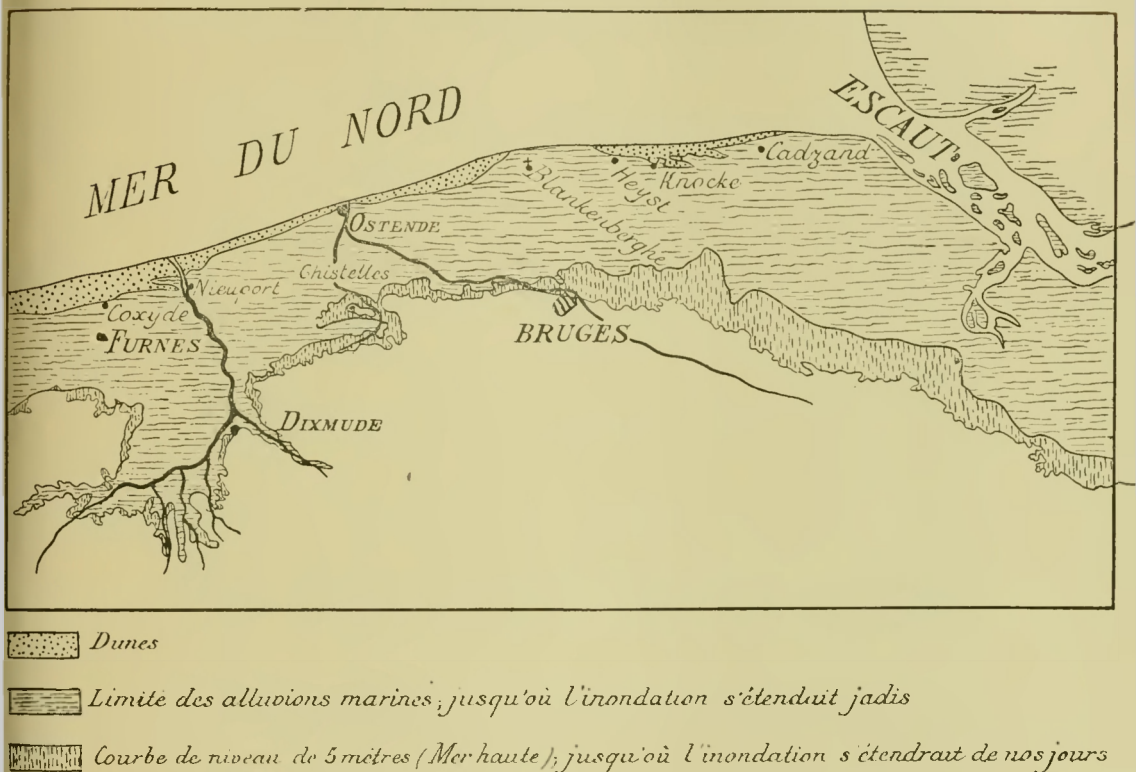 MER DU NORD
ESCAUT
Cadzand
Knocke
Heyst
Blankenberghe
OSTENDE
Ghistelles
Nieuport
Coxyde
FURNES
BRUGES
DIXMUDE
Dunes
Limite des alluvions marines; jusqu'où l'inondation s'étendait jadis
Courbe de niveau de 5 mètres (Mer haute); jusqu'où l'inondation s'étendrait de nos jours